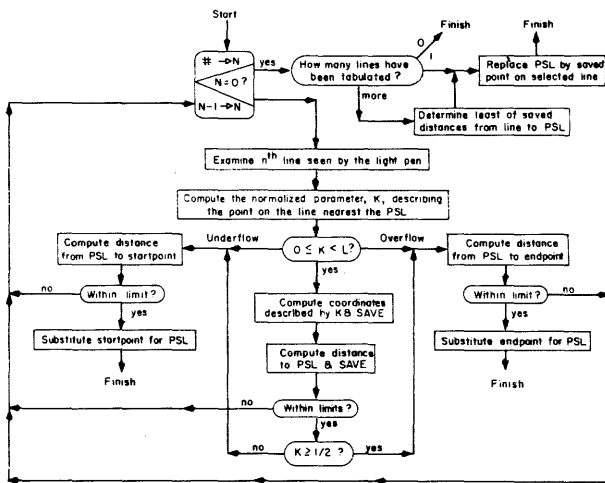 Start
Finish
Finish
# →N
N=0?
N-1→N
yes
How many lines have
been tabulated?
0
1
more
Replace PSL by saved
point on selected line
Determine least of saved
distances from line to PSL
Examine nth line seen by the light pen
Compute the normalized parameter, K, describing
the point on the line nearest the PSL
Underflow
0 ≤ K < L?
Overflow
yes
Compute distance
from PSL to startpoint
Compute distance
from PSL to endpoint
no
Within limit?
yes
Within limit?
no
yes
Compute coordinates
described by K & SAVE
Substitute startpoint for PSL
Substitute endpoint for PSL
Compute distance
to PSL & SAVE
Finish
Finish
no
Within limits?
yes
no
K ≥ 1/2 ?
yes